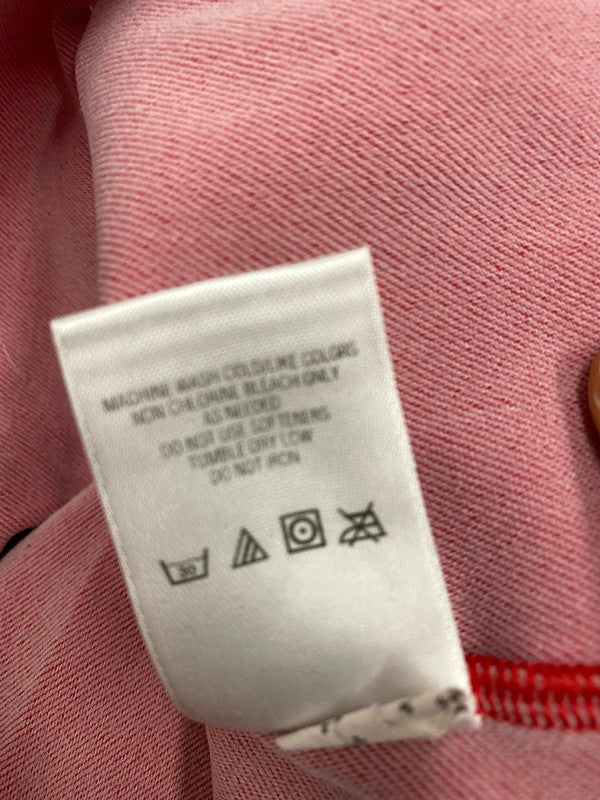 MACHINE WASH COLD/LIKE COLORS
NON CHLORINE BLEACH ONLY
AS NEEDED
DO NOT USE SOFTENERS
TUMBLE DRY LOW
DO NOT IRON
30